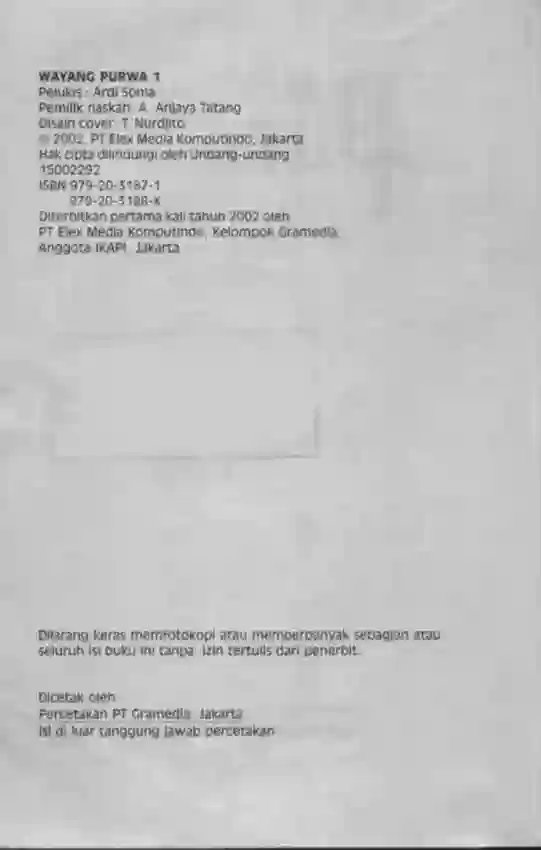 WAYANG PURWA 1
Pelukis : Ardi Soma
Pemilik naskah : A. Arijaya Tatang
Disain cover : T. Nurdjito
© 2002, PT Elex Media Komputindo, Jakarta
Hak cipta dilindungi oleh Undang-undang
15002292
ISBN 979-20-3187-1
979-20-3188-X
Diterbitkan pertama kali tahun 2002 oleh
PT Elex Media Komputindo, Kelompok Gramedia,
Anggota IKAPI, Jakarta
Dilarang keras memfotokopi atau memperbanyak sebagian atau
seluruh isi buku ini tanpa izin tertulis dari penerbit.
Dicetak oleh
Percetakan PT Gramedia, Jakarta
Isi di luar tanggung jawab percetakan